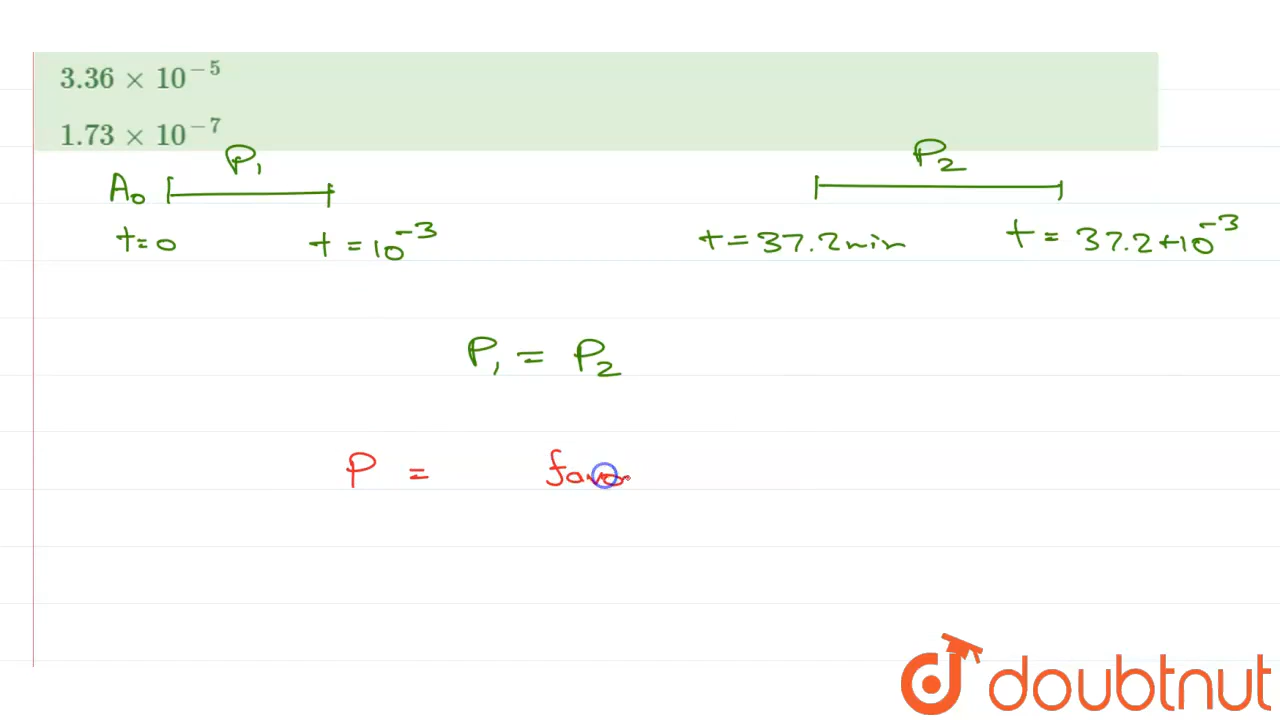 3.36 × 10⁻⁵
1.73 × 10⁻⁷
P₁ P₂
A₀
t=0 t = 10⁻³ t = 37.2 min t = 37.2+10⁻³
P₁ = P₂
P = favo
doubtnut